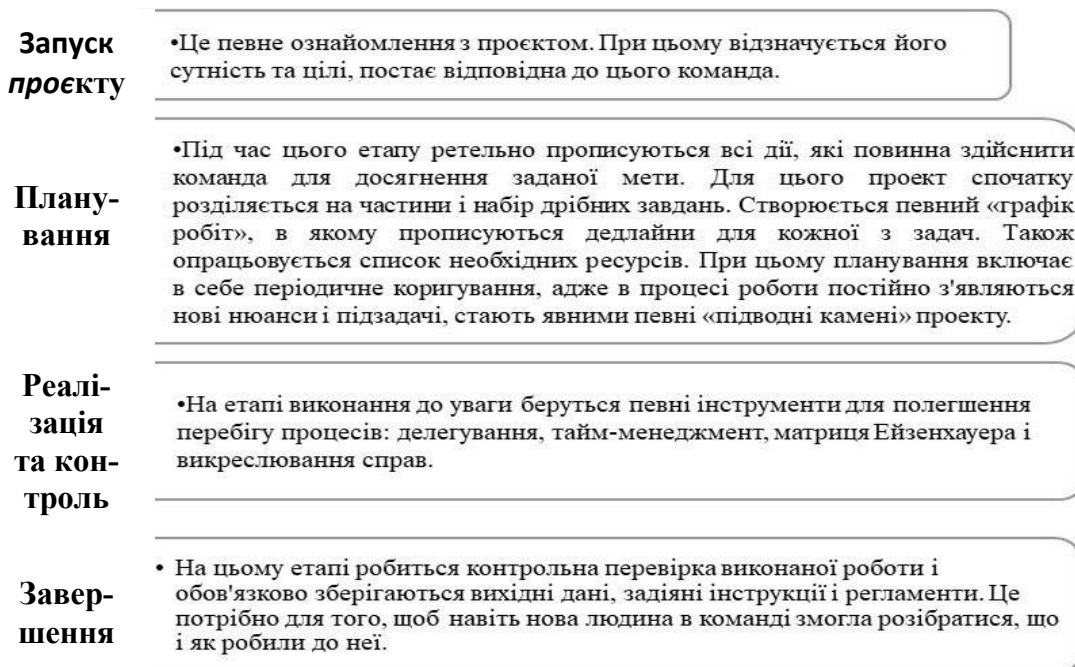 Запуск
проєкту
•Це певне ознайомлення з проєктом. При цьому відзначується його
сутність та цілі, постає відповідна до цього команда.
Плану-
вання
•Під час цього етапу ретельно прописуються всі дії, які повинна здійснити
команда для досягнення заданої мети. Для цього проект спочатку
розділяється на частини і набір дрібних завдань. Створюється певний «графік
робіт», в якому прописуються дедлайни для кожної з задач. Також
опрацьовується список необхідних ресурсів. При цьому планування включає
в себе періодичне коригування, адже в процесі роботи постійно з'являються
нові нюанси і підзадачі, стають явними певні «підводні камені» проекту.
Реалі-
зація
та кон-
троль
•На етапі виконання до уваги беруться певні інструменти для полегшення
перебігу процесів: делегування, тайм-менеджмент, матриця Ейзенхауера і
викреслювання справ.
Завер-
шення
• На цьому етапі робиться контрольна перевірка виконаної роботи і
обов'язково зберігаються вихідні дані, задіяні інструкції і регламенти. Це
потрібно для того, щоб навіть нова людина в команді змогла розібратися, що
і як робили до неї.